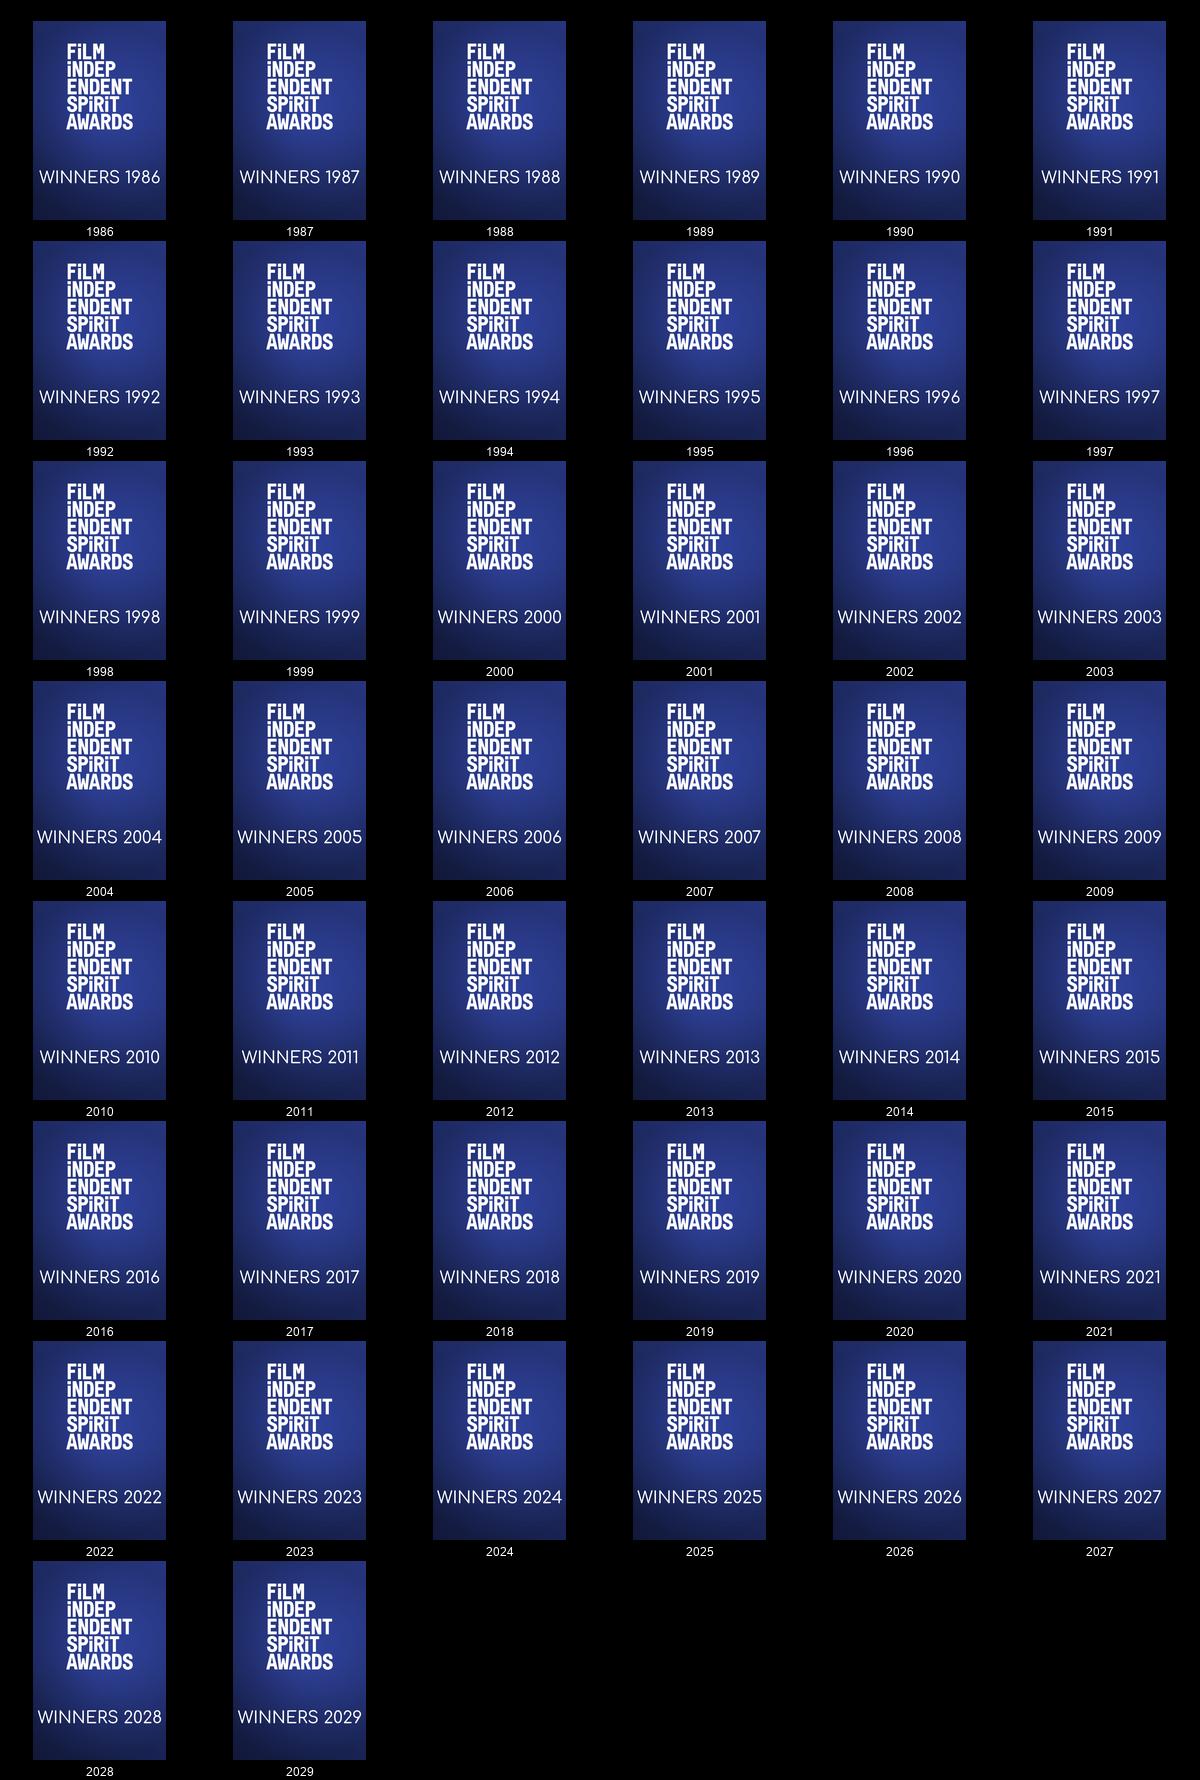 FiLM
iNDEP
ENDENT
SPiRiT
AWARDS
WINNERS 1986
1986
FiLM
iNDEP
ENDENT
SPiRiT
AWARDS
WINNERS 1987
1987
FiLM
iNDEP
ENDENT
SPiRiT
AWARDS
WINNERS 1988
1988
FiLM
iNDEP
ENDENT
SPiRiT
AWARDS
WINNERS 1989
1989
FiLM
iNDEP
ENDENT
SPiRiT
AWARDS
WINNERS 1990
1990
FiLM
iNDEP
ENDENT
SPiRiT
AWARDS
WINNERS 1991
1991
FiLM
iNDEP
ENDENT
SPiRiT
AWARDS
WINNERS 1992
1992
FiLM
iNDEP
ENDENT
SPiRiT
AWARDS
WINNERS 1993
1993
FiLM
iNDEP
ENDENT
SPiRiT
AWARDS
WINNERS 1994
1994
FiLM
iNDEP
ENDENT
SPiRiT
AWARDS
WINNERS 1995
1995
FiLM
iNDEP
ENDENT
SPiRiT
AWARDS
WINNERS 1996
1996
FiLM
iNDEP
ENDENT
SPiRiT
AWARDS
WINNERS 1997
1997
FiLM
iNDEP
ENDENT
SPiRiT
AWARDS
WINNERS 1998
1998
FiLM
iNDEP
ENDENT
SPiRiT
AWARDS
WINNERS 1999
1999
FiLM
iNDEP
ENDENT
SPiRiT
AWARDS
WINNERS 2000
2000
FiLM
iNDEP
ENDENT
SPiRiT
AWARDS
WINNERS 2001
2001
FiLM
iNDEP
ENDENT
SPiRiT
AWARDS
WINNERS 2002
2002
FiLM
iNDEP
ENDENT
SPiRiT
AWARDS
WINNERS 2003
2003
FiLM
iNDEP
ENDENT
SPiRiT
AWARDS
WINNERS 2004
2004
FiLM
iNDEP
ENDENT
SPiRiT
AWARDS
WINNERS 2005
2005
FiLM
iNDEP
ENDENT
SPiRiT
AWARDS
WINNERS 2006
2006
FiLM
iNDEP
ENDENT
SPiRiT
AWARDS
WINNERS 2007
2007
FiLM
iNDEP
ENDENT
SPiRiT
AWARDS
WINNERS 2008
2008
FiLM
iNDEP
ENDENT
SPiRiT
AWARDS
WINNERS 2009
2009
FiLM
iNDEP
ENDENT
SPiRiT
AWARDS
WINNERS 2010
2010
FiLM
iNDEP
ENDENT
SPiRiT
AWARDS
WINNERS 2011
2011
FiLM
iNDEP
ENDENT
SPiRiT
AWARDS
WINNERS 2012
2012
FiLM
iNDEP
ENDENT
SPiRiT
AWARDS
WINNERS 2013
2013
FiLM
iNDEP
ENDENT
SPiRiT
AWARDS
WINNERS 2014
2014
FiLM
iNDEP
ENDENT
SPiRiT
AWARDS
WINNERS 2015
2015
FiLM
iNDEP
ENDENT
SPiRiT
AWARDS
WINNERS 2016
2016
FiLM
iNDEP
ENDENT
SPiRiT
AWARDS
WINNERS 2017
2017
FiLM
iNDEP
ENDENT
SPiRiT
AWARDS
WINNERS 2018
2018
FiLM
iNDEP
ENDENT
SPiRiT
AWARDS
WINNERS 2019
2019
FiLM
iNDEP
ENDENT
SPiRiT
AWARDS
WINNERS 2020
2020
FiLM
iNDEP
ENDENT
SPiRiT
AWARDS
WINNERS 2021
2021
FiLM
iNDEP
ENDENT
SPiRiT
AWARDS
WINNERS 2022
2022
FiLM
iNDEP
ENDENT
SPiRiT
AWARDS
WINNERS 2023
2023
FiLM
iNDEP
ENDENT
SPiRiT
AWARDS
WINNERS 2024
2024
FiLM
iNDEP
ENDENT
SPiRiT
AWARDS
WINNERS 2025
2025
FiLM
iNDEP
ENDENT
SPiRiT
AWARDS
WINNERS 2026
2026
FiLM
iNDEP
ENDENT
SPiRiT
AWARDS
WINNERS 2027
2027
FiLM
iNDEP
ENDENT
SPiRiT
AWARDS
WINNERS 2028
2028
FiLM
iNDEP
ENDENT
SPiRiT
AWARDS
WINNERS 2029
2029